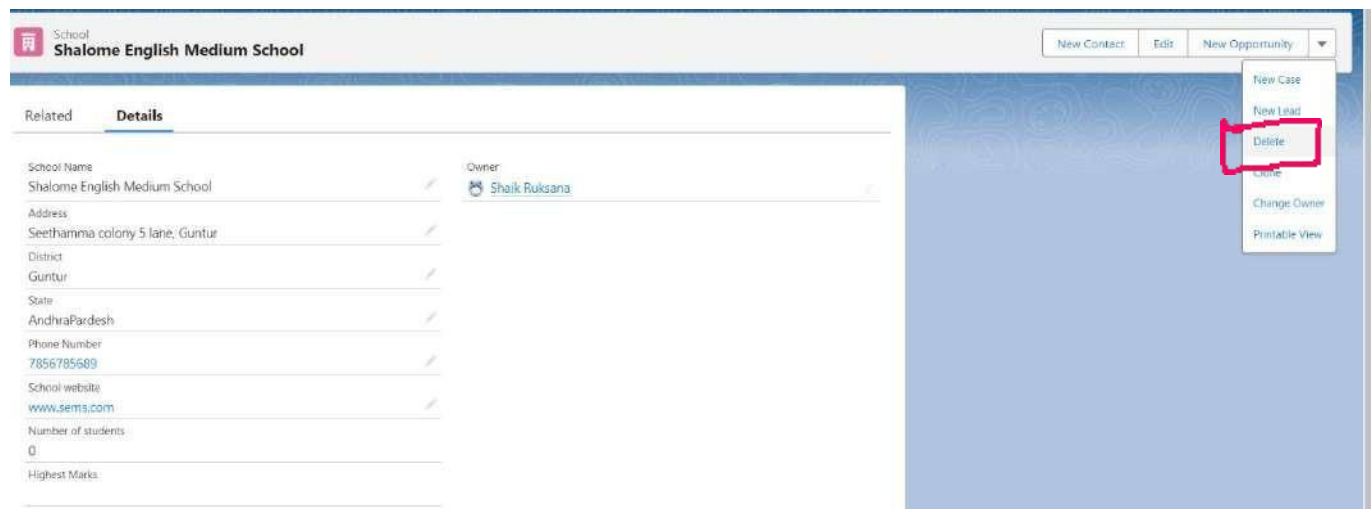 School
Shalome English Medium School
New Contact Edit New Opportunity
New Case
New Lead
Delete
Clone
Change Owner
Printable View
Related Details
School Name
Shalome English Medium School
Owner
Shaik Ruksana
Address
Seethamma colony 5 lane, Guntur
District
Guntur
State
AndhraPardesh
Phone Number
7856785689
School website
www.sems.com
Number of students
0
Highest Marks